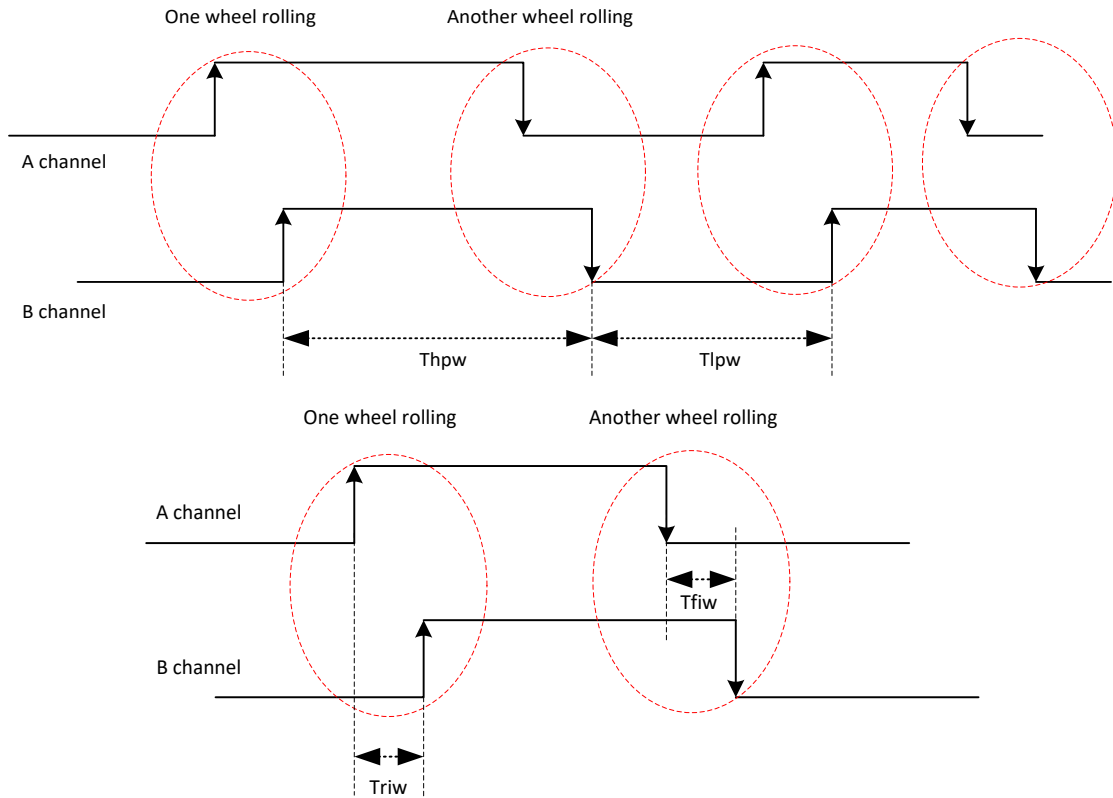 One wheel rolling
Another wheel rolling
A channel
B channel
Thpw
Tlpw
One wheel rolling
Another wheel rolling
A channel
Tfiw
B channel
Triw